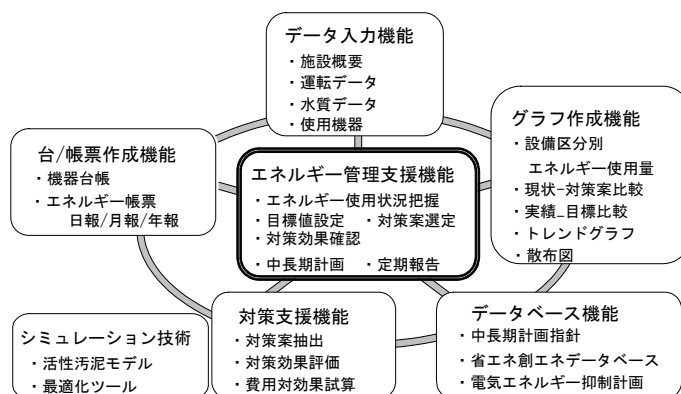 データ入力機能
・施設概要
・運転データ
・水質データ
・使用機器
台/帳票作成機能
・機器台帳
・エネルギー帳票
日報/月報/年報
エネルギー管理支援機能
・エネルギー使用状況把握
・目標値設定　・対策案選定
・対策効果確認
・中長期計画　・定期報告
グラフ作成機能
・設備区分別
エネルギー使用量
・現状-対策案比較
・実績_目標比較
・トレンドグラフ
・散布図
シミュレーション技術
・活性汚泥モデル
・最適化ツール
対策支援機能
・対策案抽出
・対策効果評価
・費用対効果試算
データベース機能
・中長期計画指針
・省エネ創エネデータベース
・電気エネルギー抑制計画